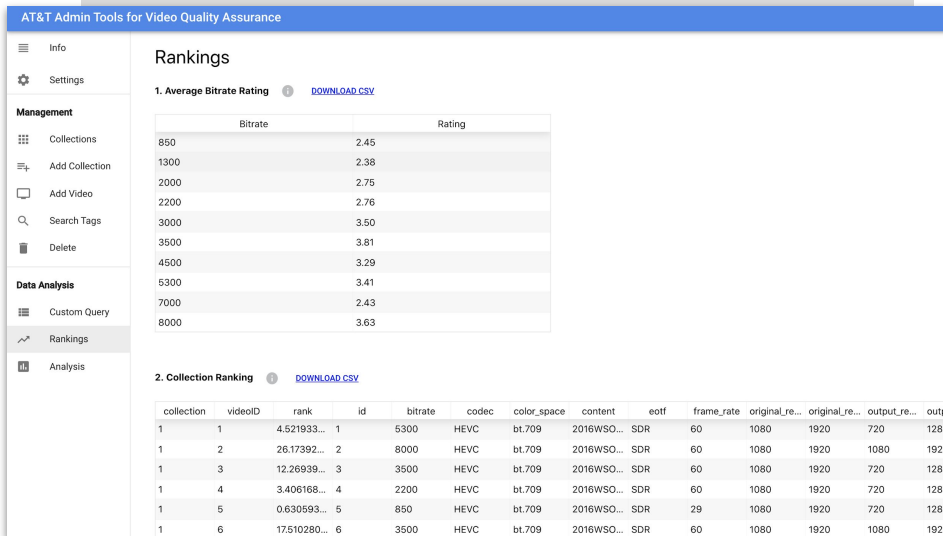 AT&T Admin Tools for Video Quality Assurance
Info
Settings
Management
Collections
Add Collection
Add Video
Search Tags
Delete
Data Analysis
Custom Query
Rankings
Analysis
Rankings
1. Average Bitrate Rating DOWNLOAD CSV
Bitrate Rating
850 2.45
1300 2.38
2000 2.75
2200 2.76
3000 3.50
3500 3.81
4500 3.29
5300 3.41
7000 2.43
8000 3.63
2. Collection Ranking DOWNLOAD CSV
collection videoID rank id bitrate codec color_space content eotf frame_rate original_re... original_re... output_re... outp
1 1 4.521933... 1 5300 HEVC bt.709 2016WSO... SDR 60 1080 1920 720 128
1 2 26.17392... 2 8000 HEVC bt.709 2016WSO... SDR 60 1080 1920 1080 192
1 3 12.26939... 3 3500 HEVC bt.709 2016WSO... SDR 60 1080 1920 720 128
1 4 3.406168... 4 2200 HEVC bt.709 2016WSO... SDR 60 1080 1920 720 128
1 5 0.630593... 5 850 HEVC bt.709 2016WSO... SDR 29 1080 1920 720 128
1 6 17.510280... 6 3500 HEVC bt.709 2016WSO... SDR 60 1080 1920 1080 192